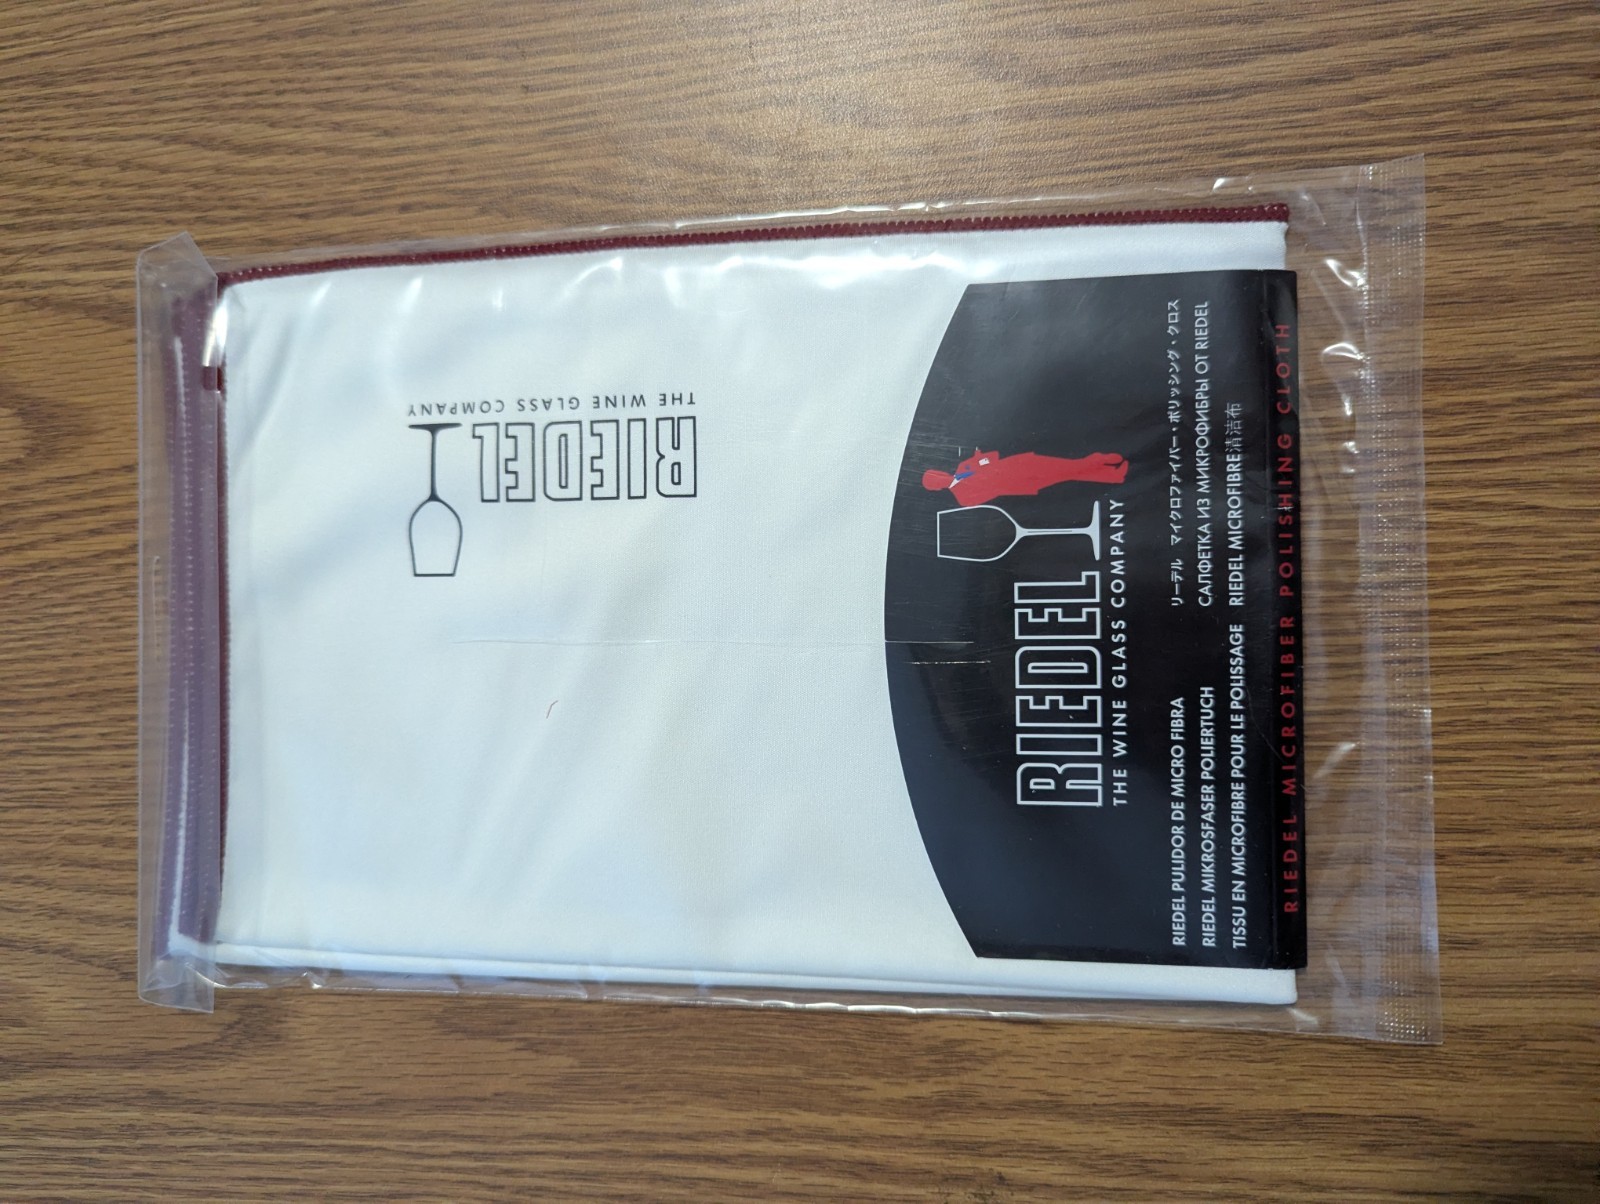 RIEDEL
THE WINE GLASS COMPANY
RIEDEL
THE WINE GLASS COMPANY
RIEDEL PULIDOR DE MICRO FIBRA
リーデル マイクロファイバー・ポリッシング・クロス
RIEDEL MIKROSFASER POLIERTUCH
САЛФЕТКА ИЗ МИКРОФИБРЫ ОТ RIEDEL
TISSU EN MICROFIBRE POUR LE POLISSAGE
RIEDEL MICROFIBRE清洁布
RIEDEL MICROFIBER POLISHING CLOTH